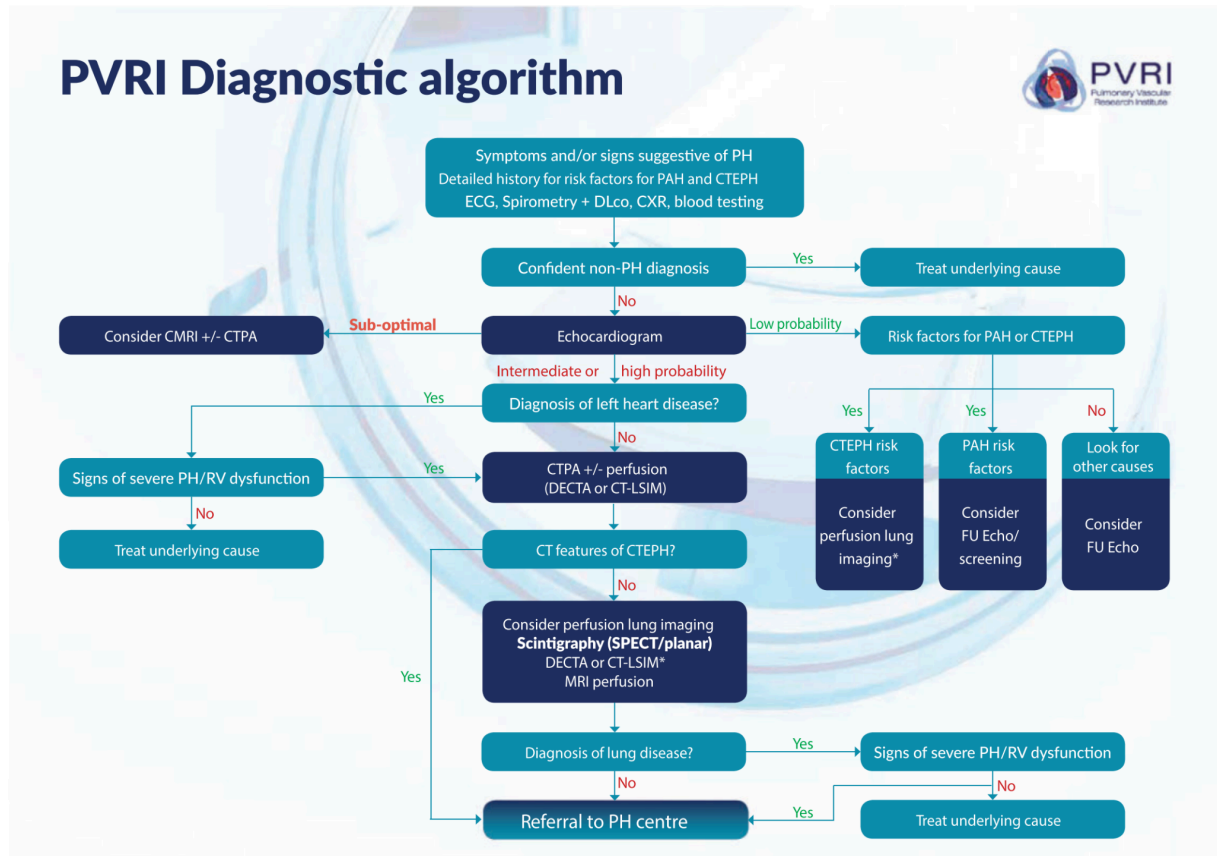 PVRI Diagnostic algorithm
PVRI
Pulmonary Vascular
Research Institute
Symptoms and/or signs suggestive of PH
Detailed history for risk factors for PAH and CTEPH
ECG, Spirometry + DLco, CXR, blood testing
Confident non-PH diagnosis
Yes
Treat underlying cause
No
Consider CMRI +/- CTPA
Sub-optimal
Echocardiogram
Low probability
Risk factors for PAH or CTEPH
Intermediate or high probability
Yes
Diagnosis of left heart disease?
Yes
Yes
No
No
CTEPH risk
factors
Consider
perfusion lung
imaging*
PAH risk
factors
Consider
FU Echo/
screening
Look for
other causes
Consider
FU Echo
Signs of severe PH/RV dysfunction
Yes
CTPA +/- perfusion
(DECTA or CT-LSIM)
No
Treat underlying cause
CT features of CTEPH?
No
Consider perfusion lung imaging
Scintigraphy (SPECT/planar)
DECTA or CT-LSIM*
MRI perfusion
Yes
Diagnosis of lung disease?
Yes
Signs of severe PH/RV dysfunction
No
No
Referral to PH centre
Yes
Treat underlying cause